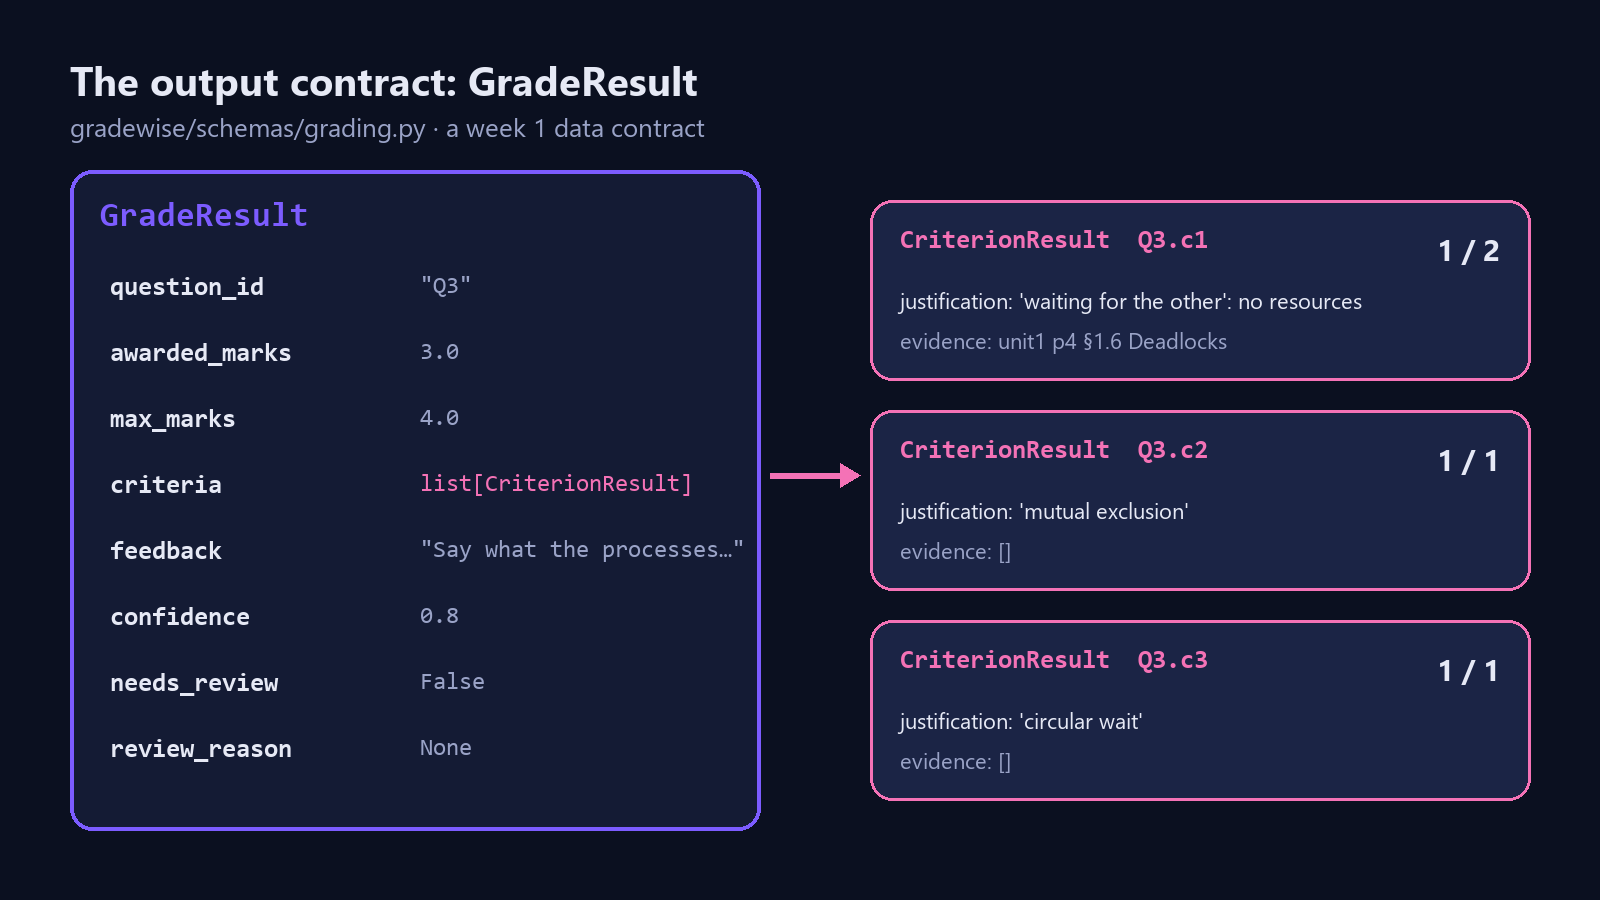 The output contract: GradeResult
gradewise/schemas/grading.py · a week 1 data contract
GradeResult
question_id "Q3"
awarded_marks 3.0
max_marks 4.0
criteria list[CriterionResult]
feedback "Say what the processes…"
confidence 0.8
needs_review False
review_reason None
CriterionResult Q3.c1
1 / 2
justification: 'waiting for the other': no resources
evidence: unit1 p4 §1.6 Deadlocks
CriterionResult Q3.c2
1 / 1
justification: 'mutual exclusion'
evidence: []
CriterionResult Q3.c3
1 / 1
justification: 'circular wait'
evidence: []